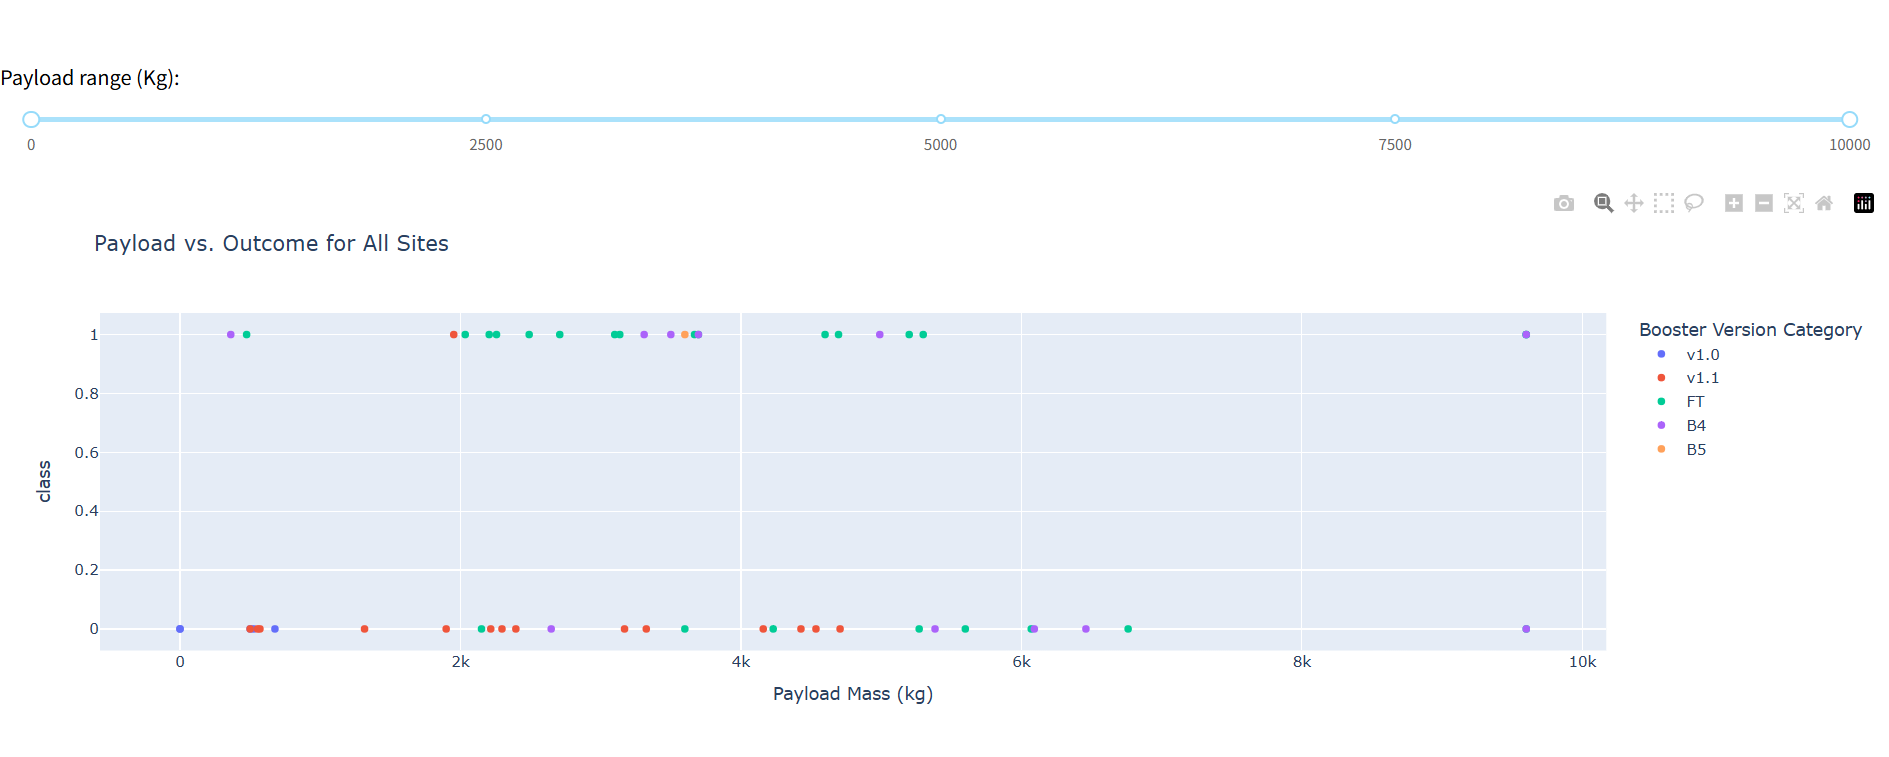 Payload range (Kg):
0 2500 5000 7500 10000
Payload vs. Outcome for All Sites
1
0.8
0.6
0.4
0.2
0
class
0 2k 4k 6k 8k 10k
Payload Mass (kg)
Booster Version Category
v1.0
v1.1
FT
B4
B5